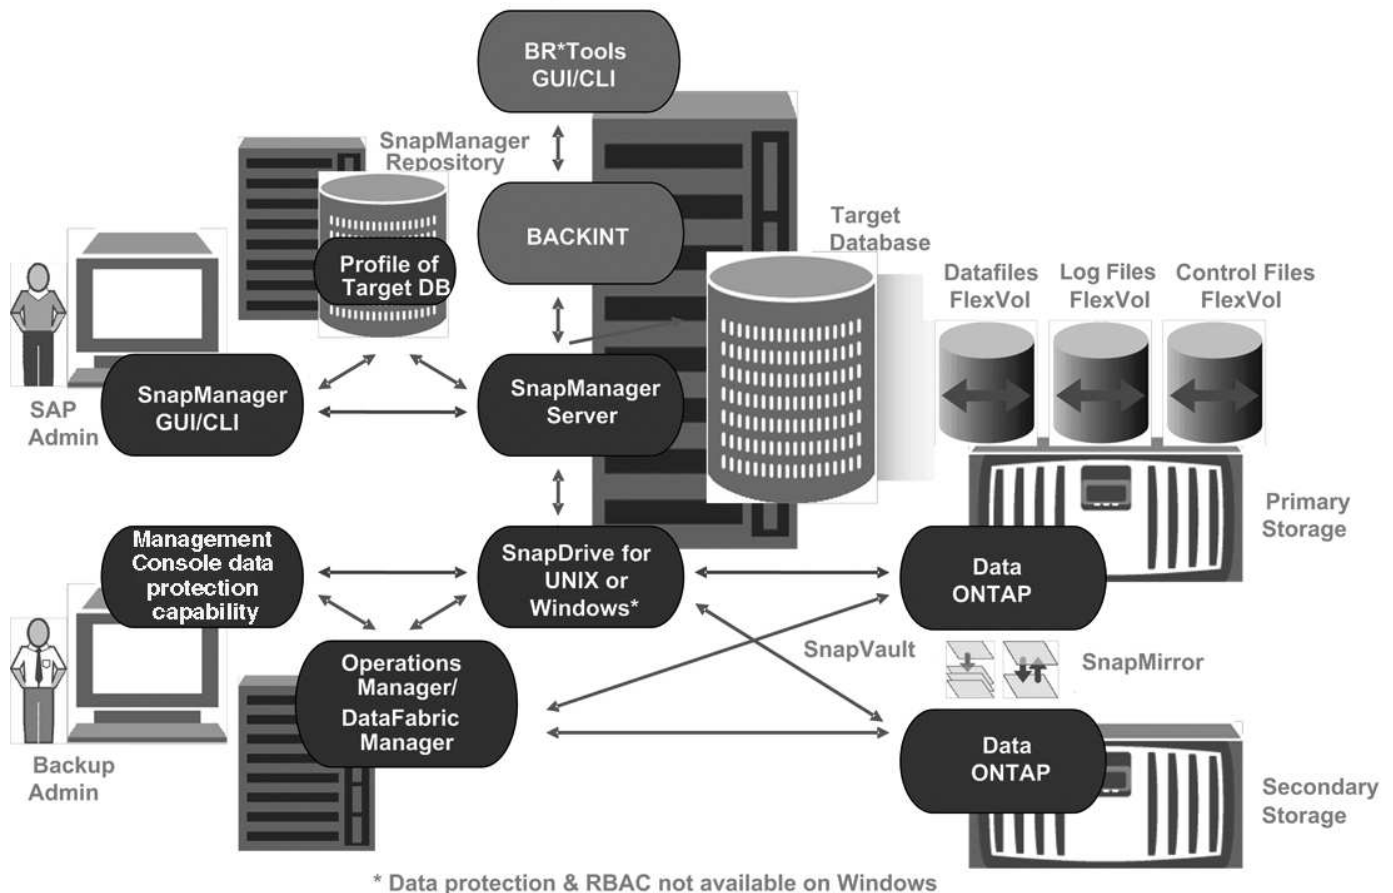 BR*Tools
GUI/CLI
SnapManager
Repository
BACKINT
Target
Database
Profile of
Target DB
Datafiles
FlexVol
Log Files
FlexVol
Control Files
FlexVol
SAP
Admin
SnapManager
GUI/CLI
SnapManager
Server
Primary
Storage
Management
Console data
protection
capability
SnapDrive for
UNIX or
Windows*
Data
ONTAP
SnapVault
SnapMirror
Operations
Manager/
DataFabric
Manager
Data
ONTAP
Backup
Admin
Secondary
Storage
* Data protection & RBAC not available on Windows